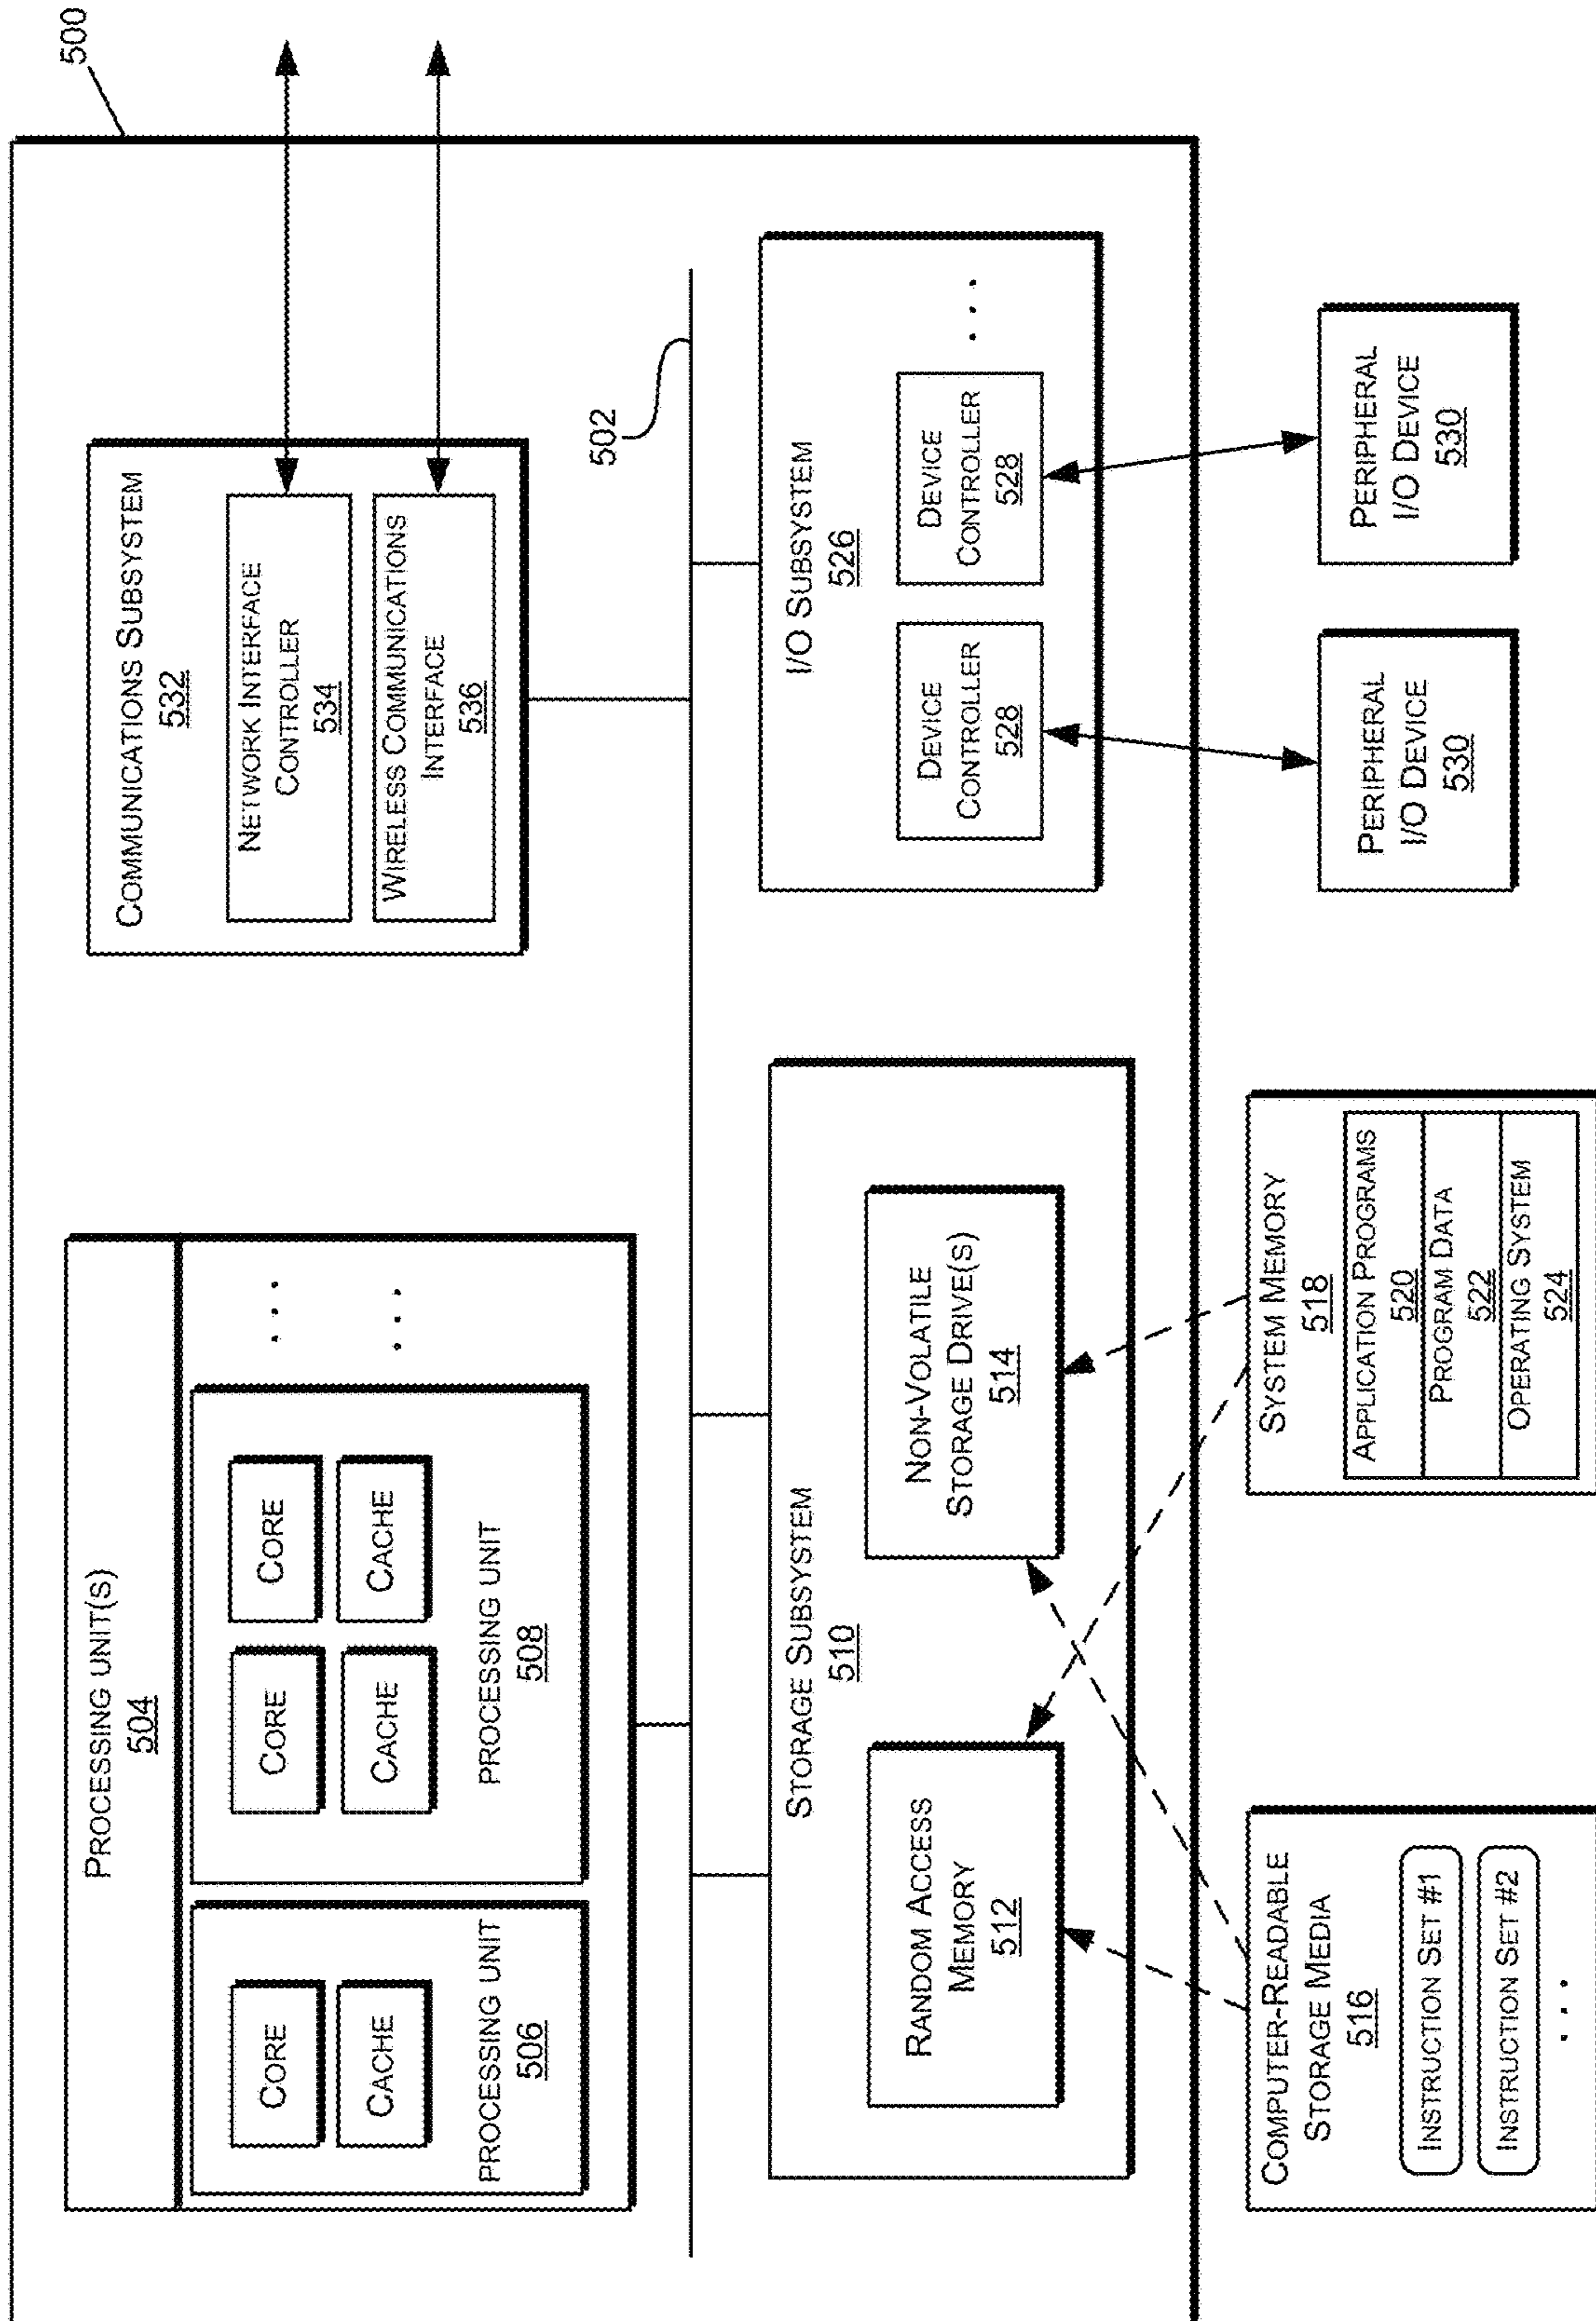 500
PROCESSING UNIT(S)
504
CORE
CACHE
PROCESSING UNIT
506
CORE
CORE
CACHE
CACHE
PROCESSING UNIT
508
. . .
. . .
COMMUNICATIONS SUBSYSTEM
532
NETWORK INTERFACE
CONTROLLER
534
WIRELESS COMMUNICATIONS
INTERFACE
536
502
STORAGE SUBSYSTEM
510
RANDOM ACCESS
MEMORY
512
NON-VOLATILE
STORAGE DRIVE(S)
514
I/O SUBSYSTEM
526
DEVICE
CONTROLLER
528
DEVICE
CONTROLLER
528
. . .
COMPUTER-READABLE
STORAGE MEDIA
516
INSTRUCTION SET #1
INSTRUCTION SET #2
. . .
SYSTEM MEMORY
518
APPLICATION PROGRAMS
520
PROGRAM DATA
522
OPERATING SYSTEM
524
PERIPHERAL
I/O DEVICE
530
PERIPHERAL
I/O DEVICE
530